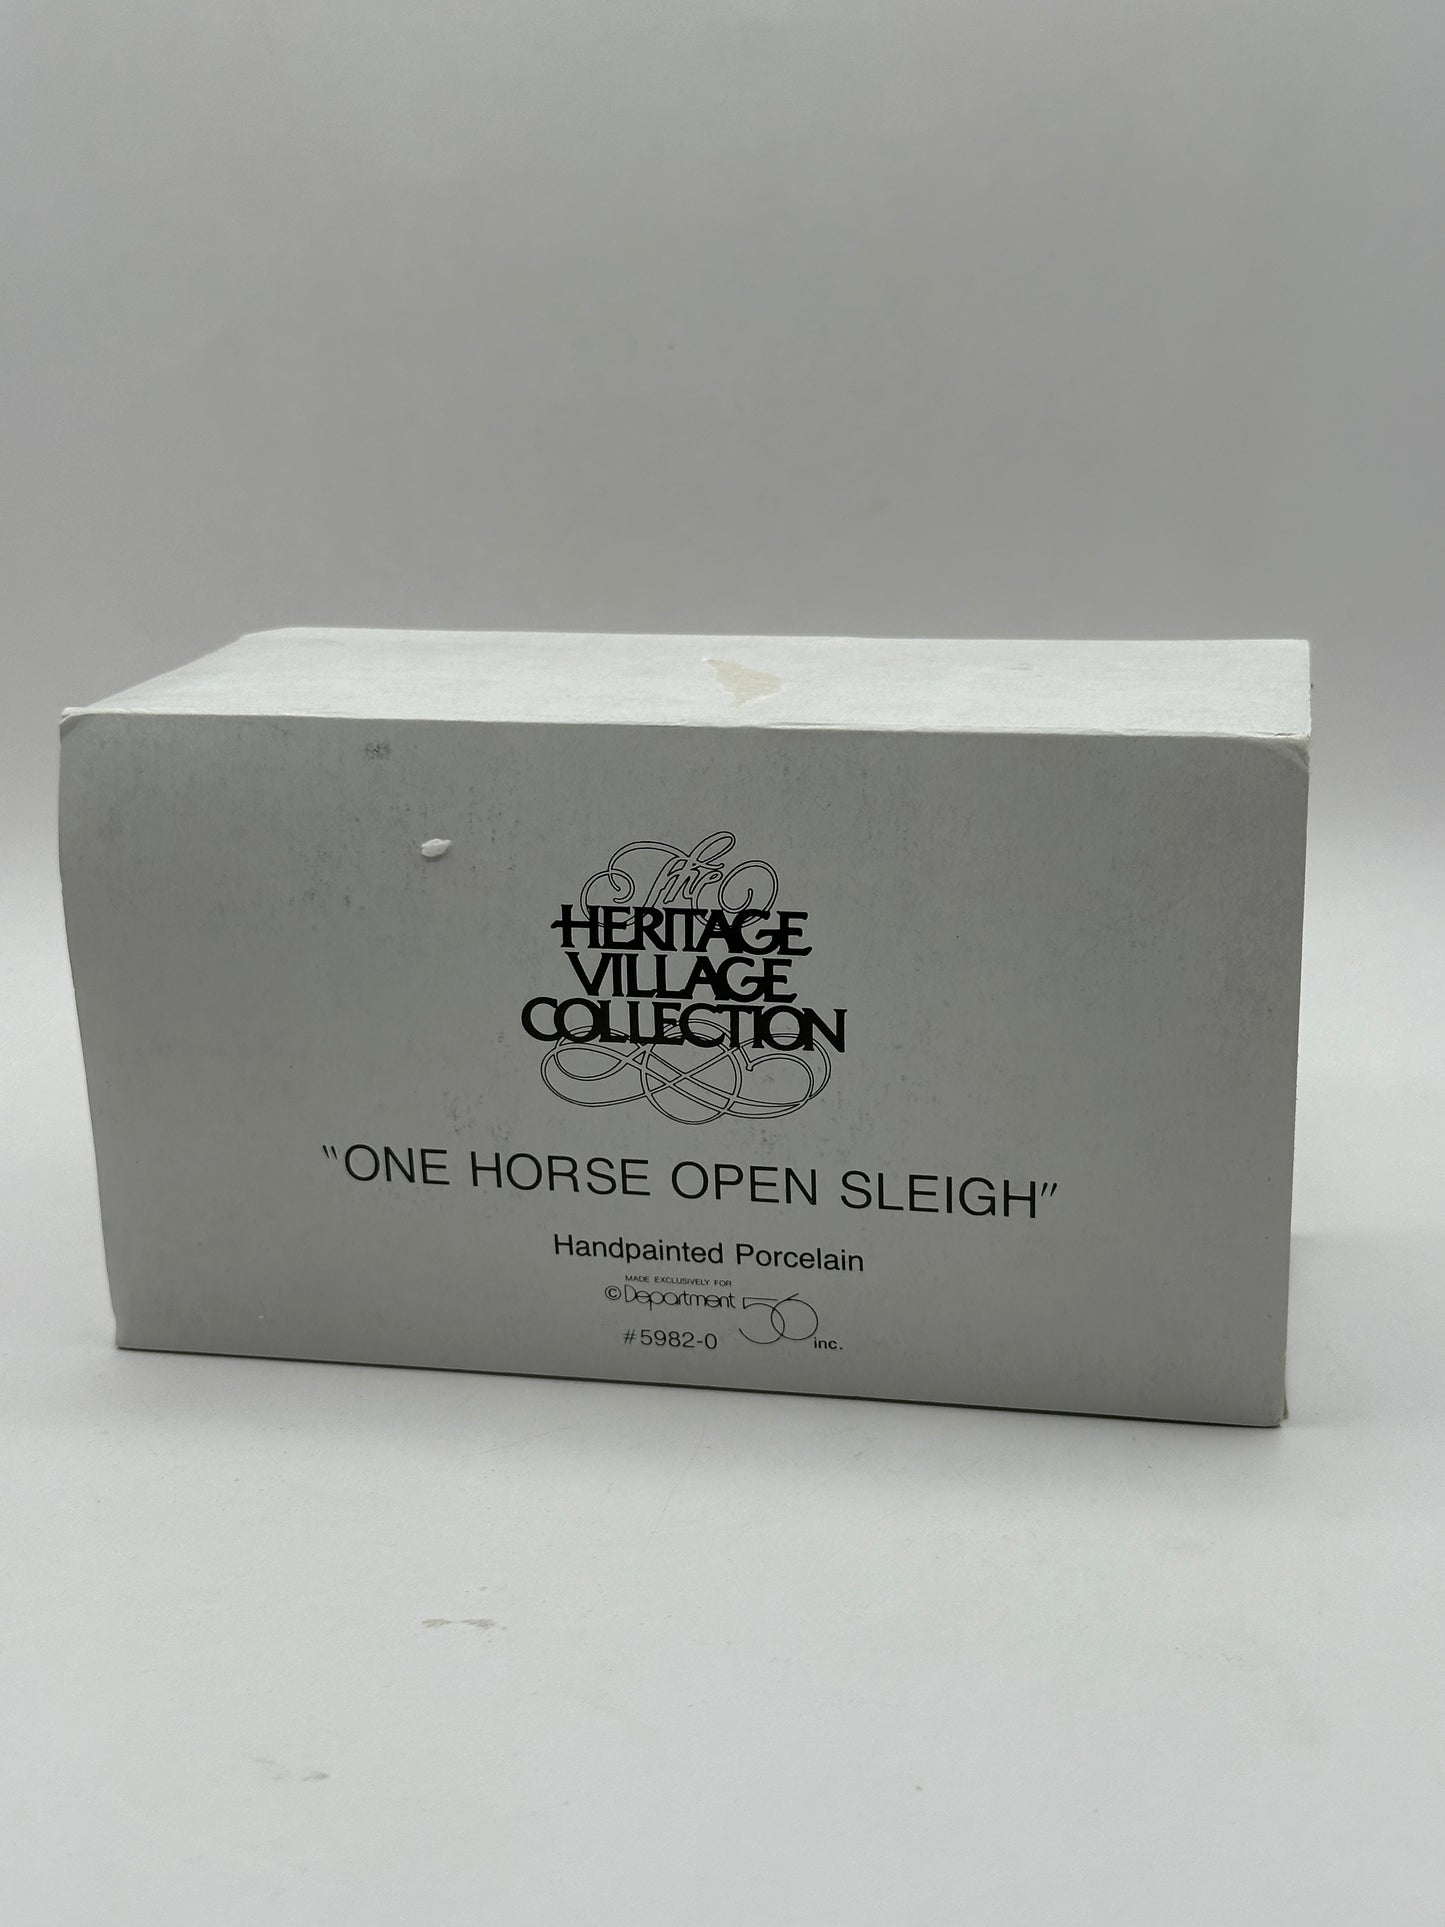 The
HERITAGE
VILLAGE
COLLECTION
"ONE HORSE OPEN SLEIGH"
Handpainted Porcelain
MADE EXCLUSIVELY FOR
©Department 56 inc.
#5982-0